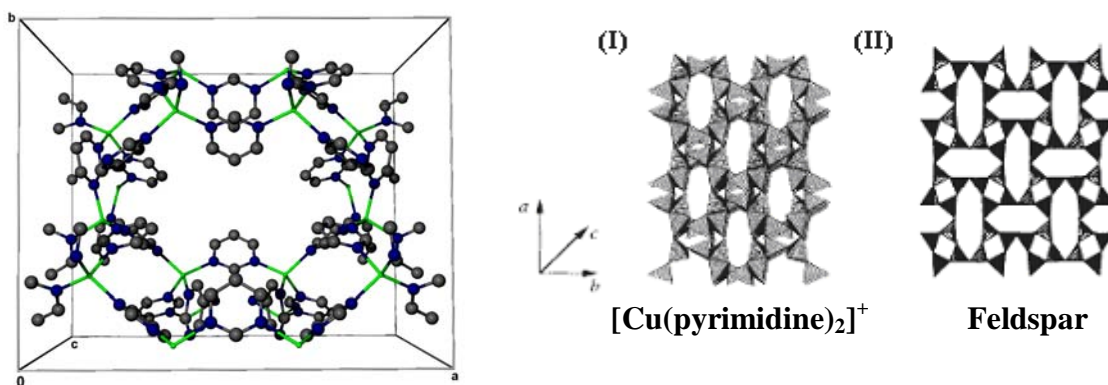 b
c
0
a
(I)
(II)
a
c
b
[Cu(pyrimidine)₂]⁺
Feldspar